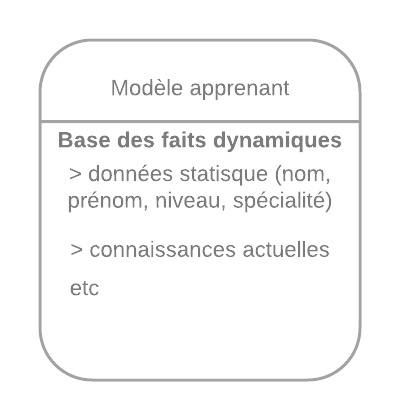 Modèle apprenant
Base des faits dynamiques
> données statisque (nom,
prénom, niveau, spécialité)
> connaissances actuelles
etc